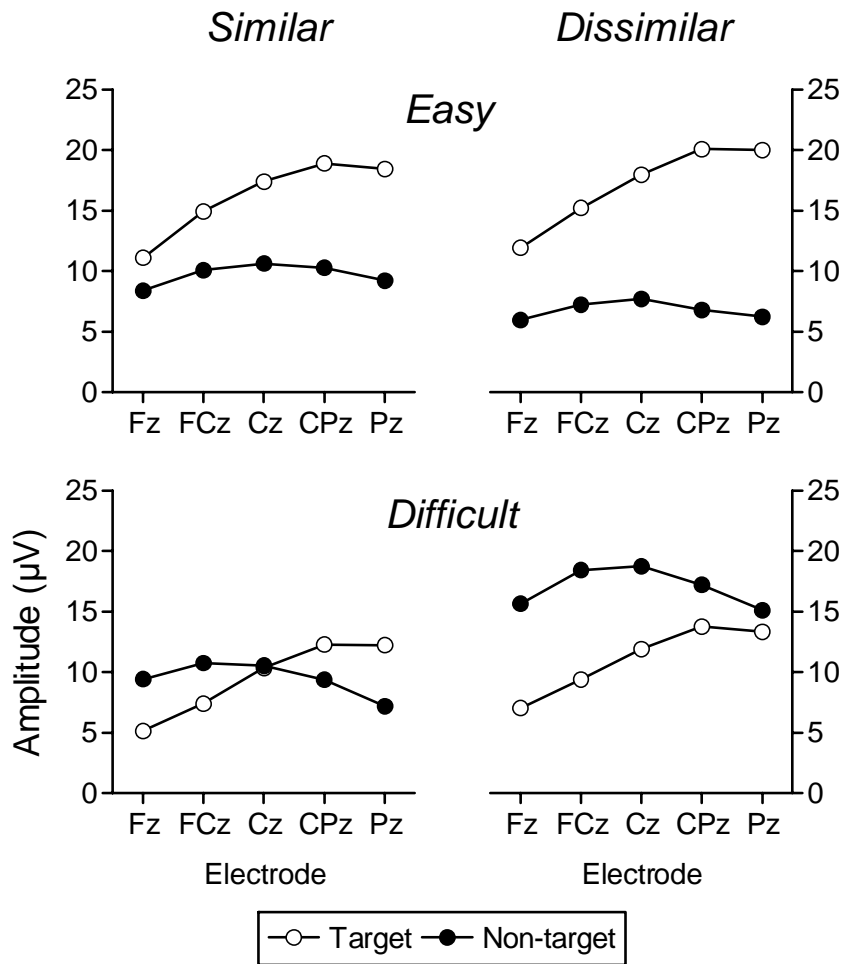 Similar Dissimilar
Easy
25 25
20 20
15 15
10 10
5 5
0 0
Fz FCz Cz CPz Pz Fz FCz Cz CPz Pz
Difficult
25 25
20 20
15 15
10 10
5 5
0 0
Amplitude (µV)
Fz FCz Cz CPz Pz Fz FCz Cz CPz Pz
Electrode Electrode
Target Non-target